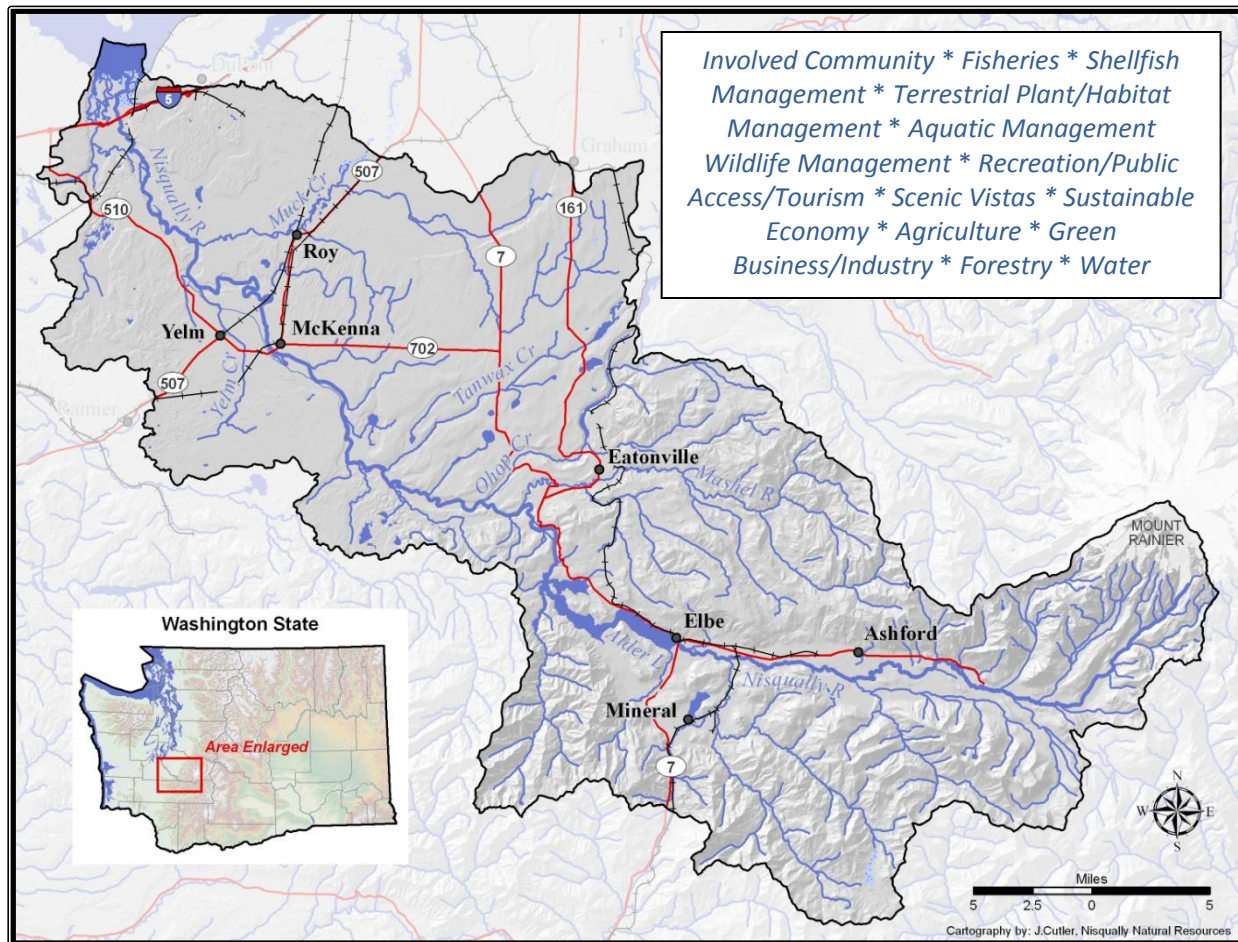 Involved Community * Fisheries * Shellfish
Management * Terrestrial Plant/Habitat
Management * Aquatic Management
Wildlife Management * Recreation/Public
Access/Tourism * Scenic Vistas * Sustainable
Economy * Agriculture * Green
Business/Industry * Forestry * Water
DuPont
5
Graham
Nisqually R
Muck Cr
507
510
161
Roy
7
Yelm
McKenna
702
507
Yelm Cr
Tanwax Cr
Rainier
Ohop Cr
Eatonville
Mashel R
MOUNT
RAINIER
Elbe
Ashford
Alder L
Nisqually R
Mineral
7
Washington State
Area Enlarged
N
W E
S
Miles
5 2.5 0 5
Cartography by: J.Cutler, Nisqually Natural Resources